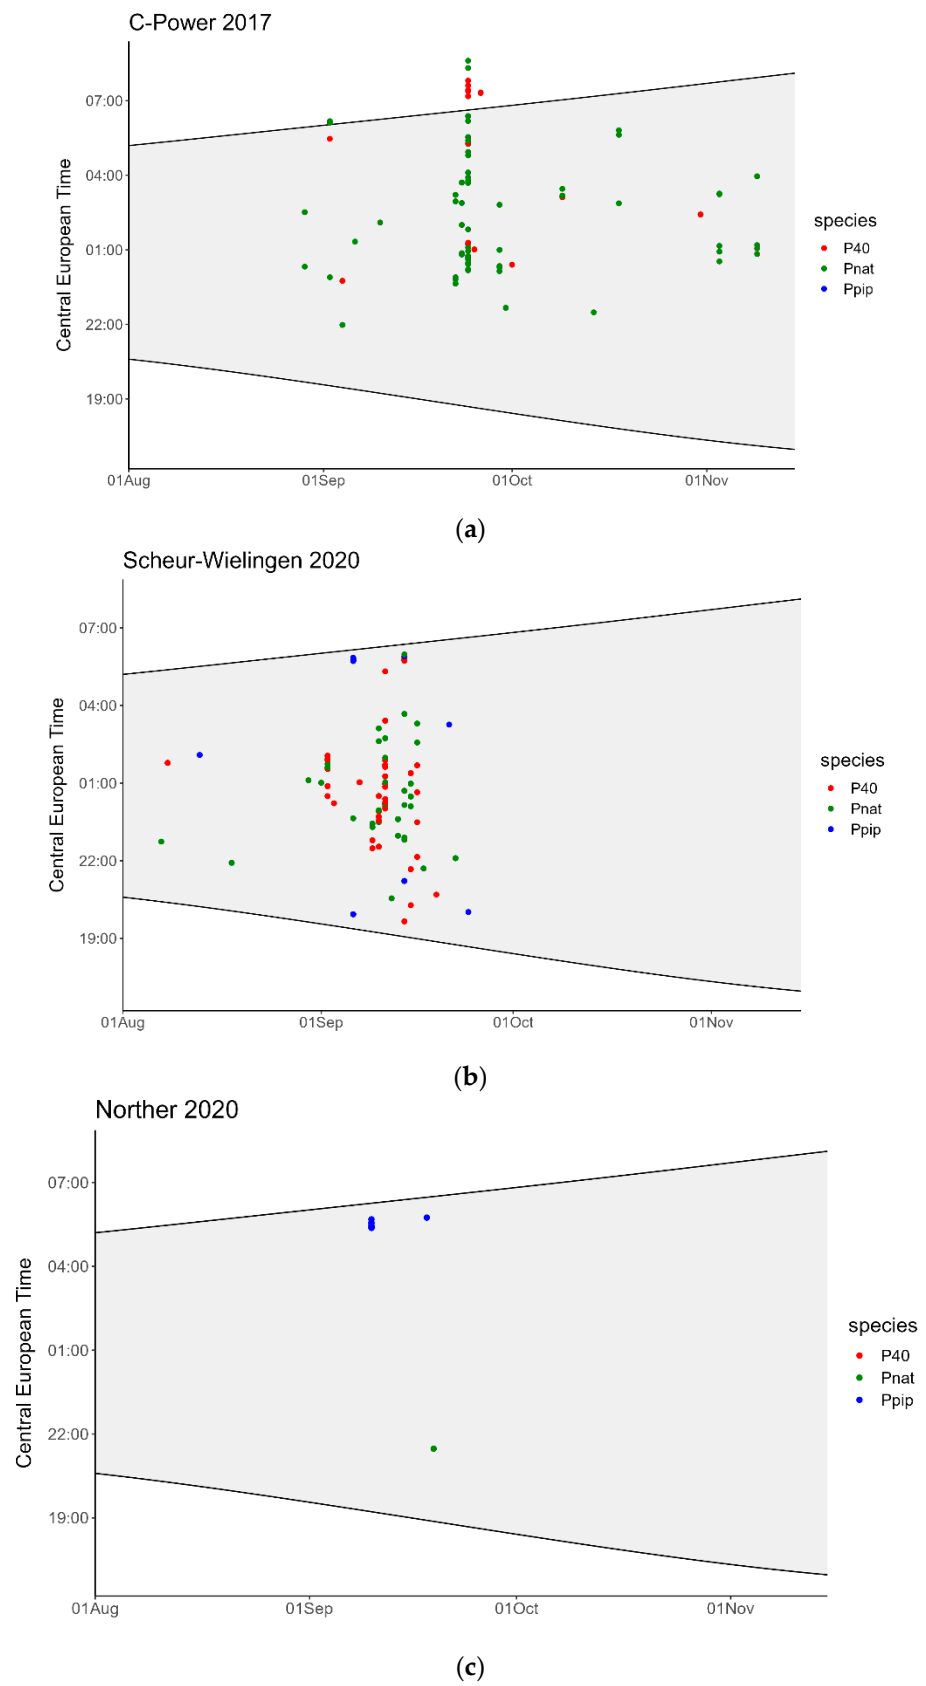 C-Power 2017
Central European Time
07:00
04:00
01:00
22:00
19:00
01Aug
01Sep
01Oct
01Nov
species
P40
Pnat
Ppip
(a)
Scheur-Wielingen 2020
Central European Time
07:00
04:00
01:00
22:00
19:00
01Aug
01Sep
01Oct
01Nov
species
P40
Pnat
Ppip
(b)
Norther 2020
Central European Time
07:00
04:00
01:00
22:00
19:00
01Aug
01Sep
01Oct
01Nov
species
P40
Pnat
Ppip
(c)